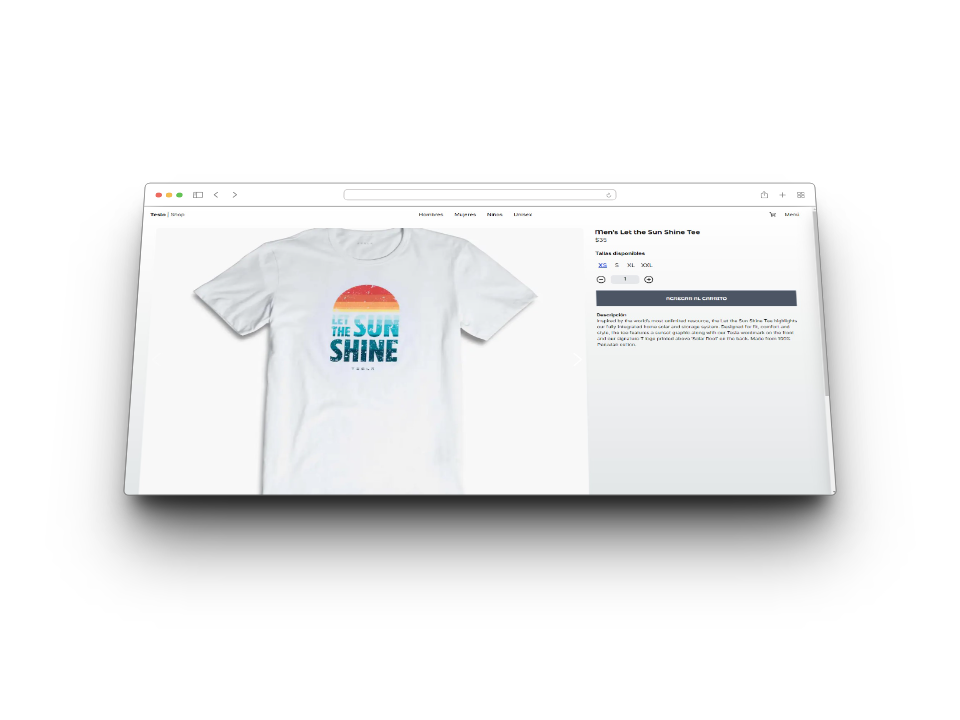 Teslo | Shop
Hombres Mujeres Niños Unisex
Menú
LET
THE SUN
SHINE
TESLA
Men's Let the Sun Shine Tee
$35
Tallas disponibles
XS S XL XXL
1
AGREGAR AL CARRITO
Descripción
Inspired by the world's most unlimited resource, the Let the Sun Shine Tee highlights
our fully integrated home solar and storage system. Designed for fit, comfort and
style, the tee features a sunset graphic along with our Tesla wordmark on the front
and our signature T logo printed above 'Solar Roof' on the back. Made from 100%
Peruvian cotton.